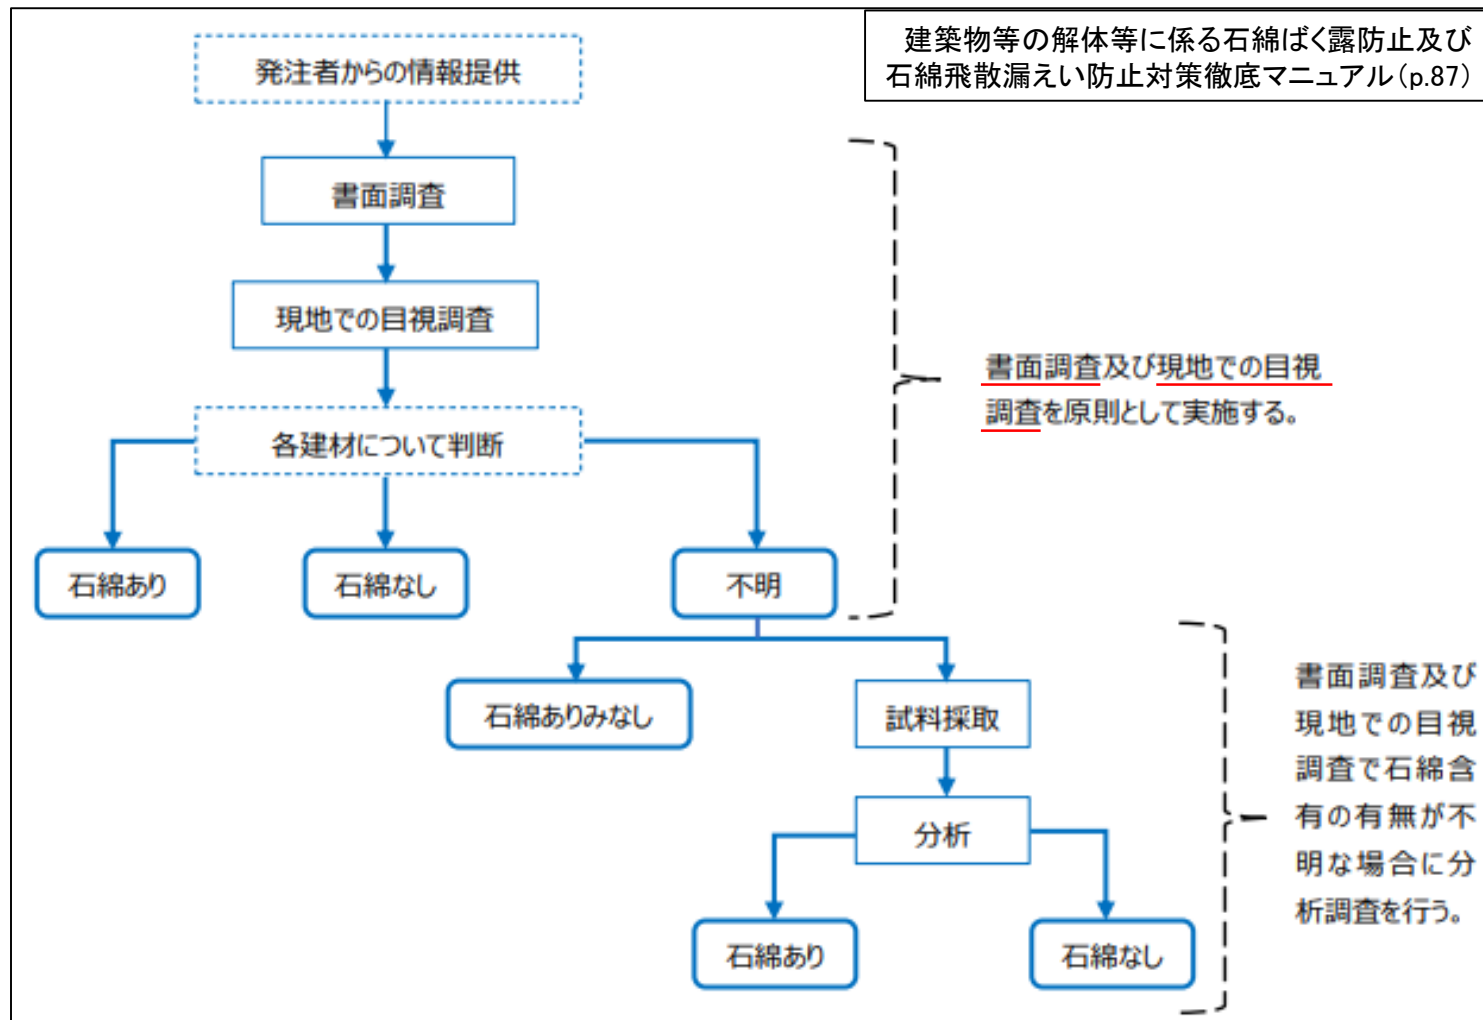 建築物等の解体等に係る石綿ばく露防止及び
石綿飛散漏えい防止対策徹底マニュアル(p.87)
発注者からの情報提供
書面調査
現地での目視調査
書面調査及び現地での目視
調査を原則として実施する。
各建材について判断
石綿あり
石綿なし
不明
石綿ありみなし
試料採取
分析
石綿あり
石綿なし
書面調査及び
現地での目視
調査で石綿含
有の有無が不
明な場合に分
析調査を行う。